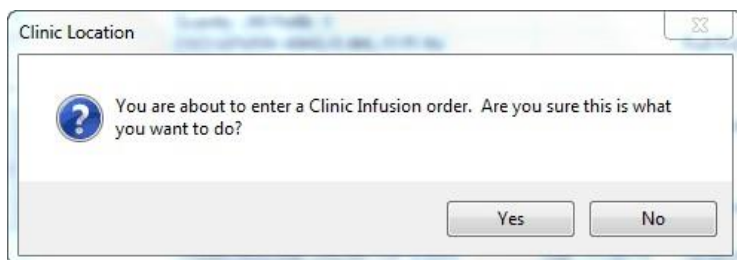 Clinic Location
You are about to enter a Clinic Infusion order.  Are you sure this is what
you want to do?
Yes
No